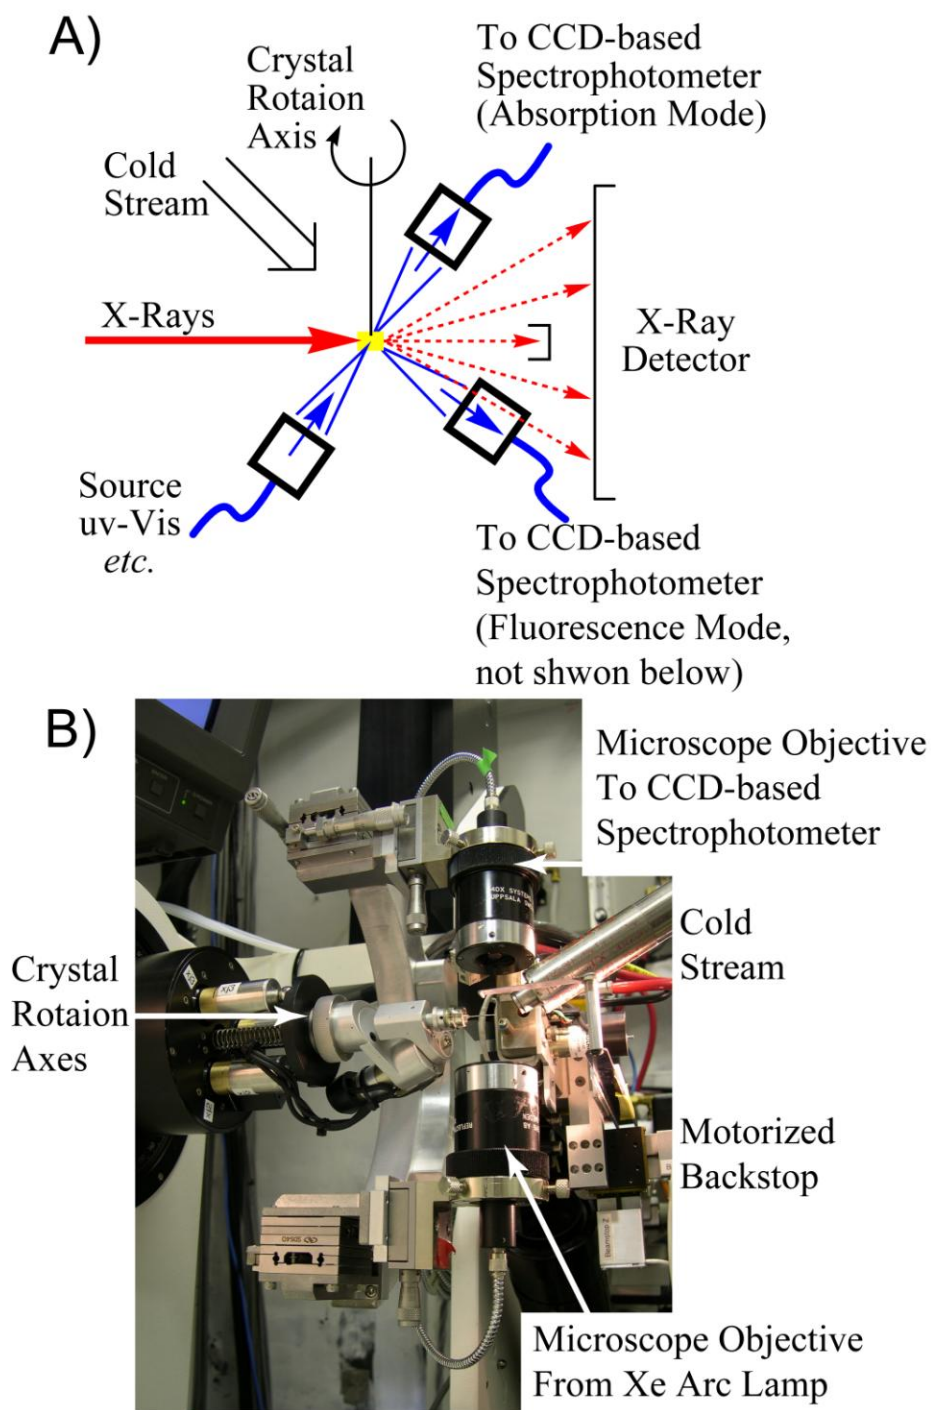 A)
Crystal
Rotaion
Axis
To CCD-based
Spectrophotometer
(Absorption Mode)
Cold
Stream
X-Rays
X-Ray
Detector
Source
uv-Vis
etc.
To CCD-based
Spectrophotometer
(Fluorescence Mode,
not shwon below)
B)
Microscope Objective
To CCD-based
Spectrophotometer
UPPSALA
Cold
Stream
Crystal
Rotaion
Axes
Motorized
Backstop
Microscope Objective
From Xe Arc Lamp